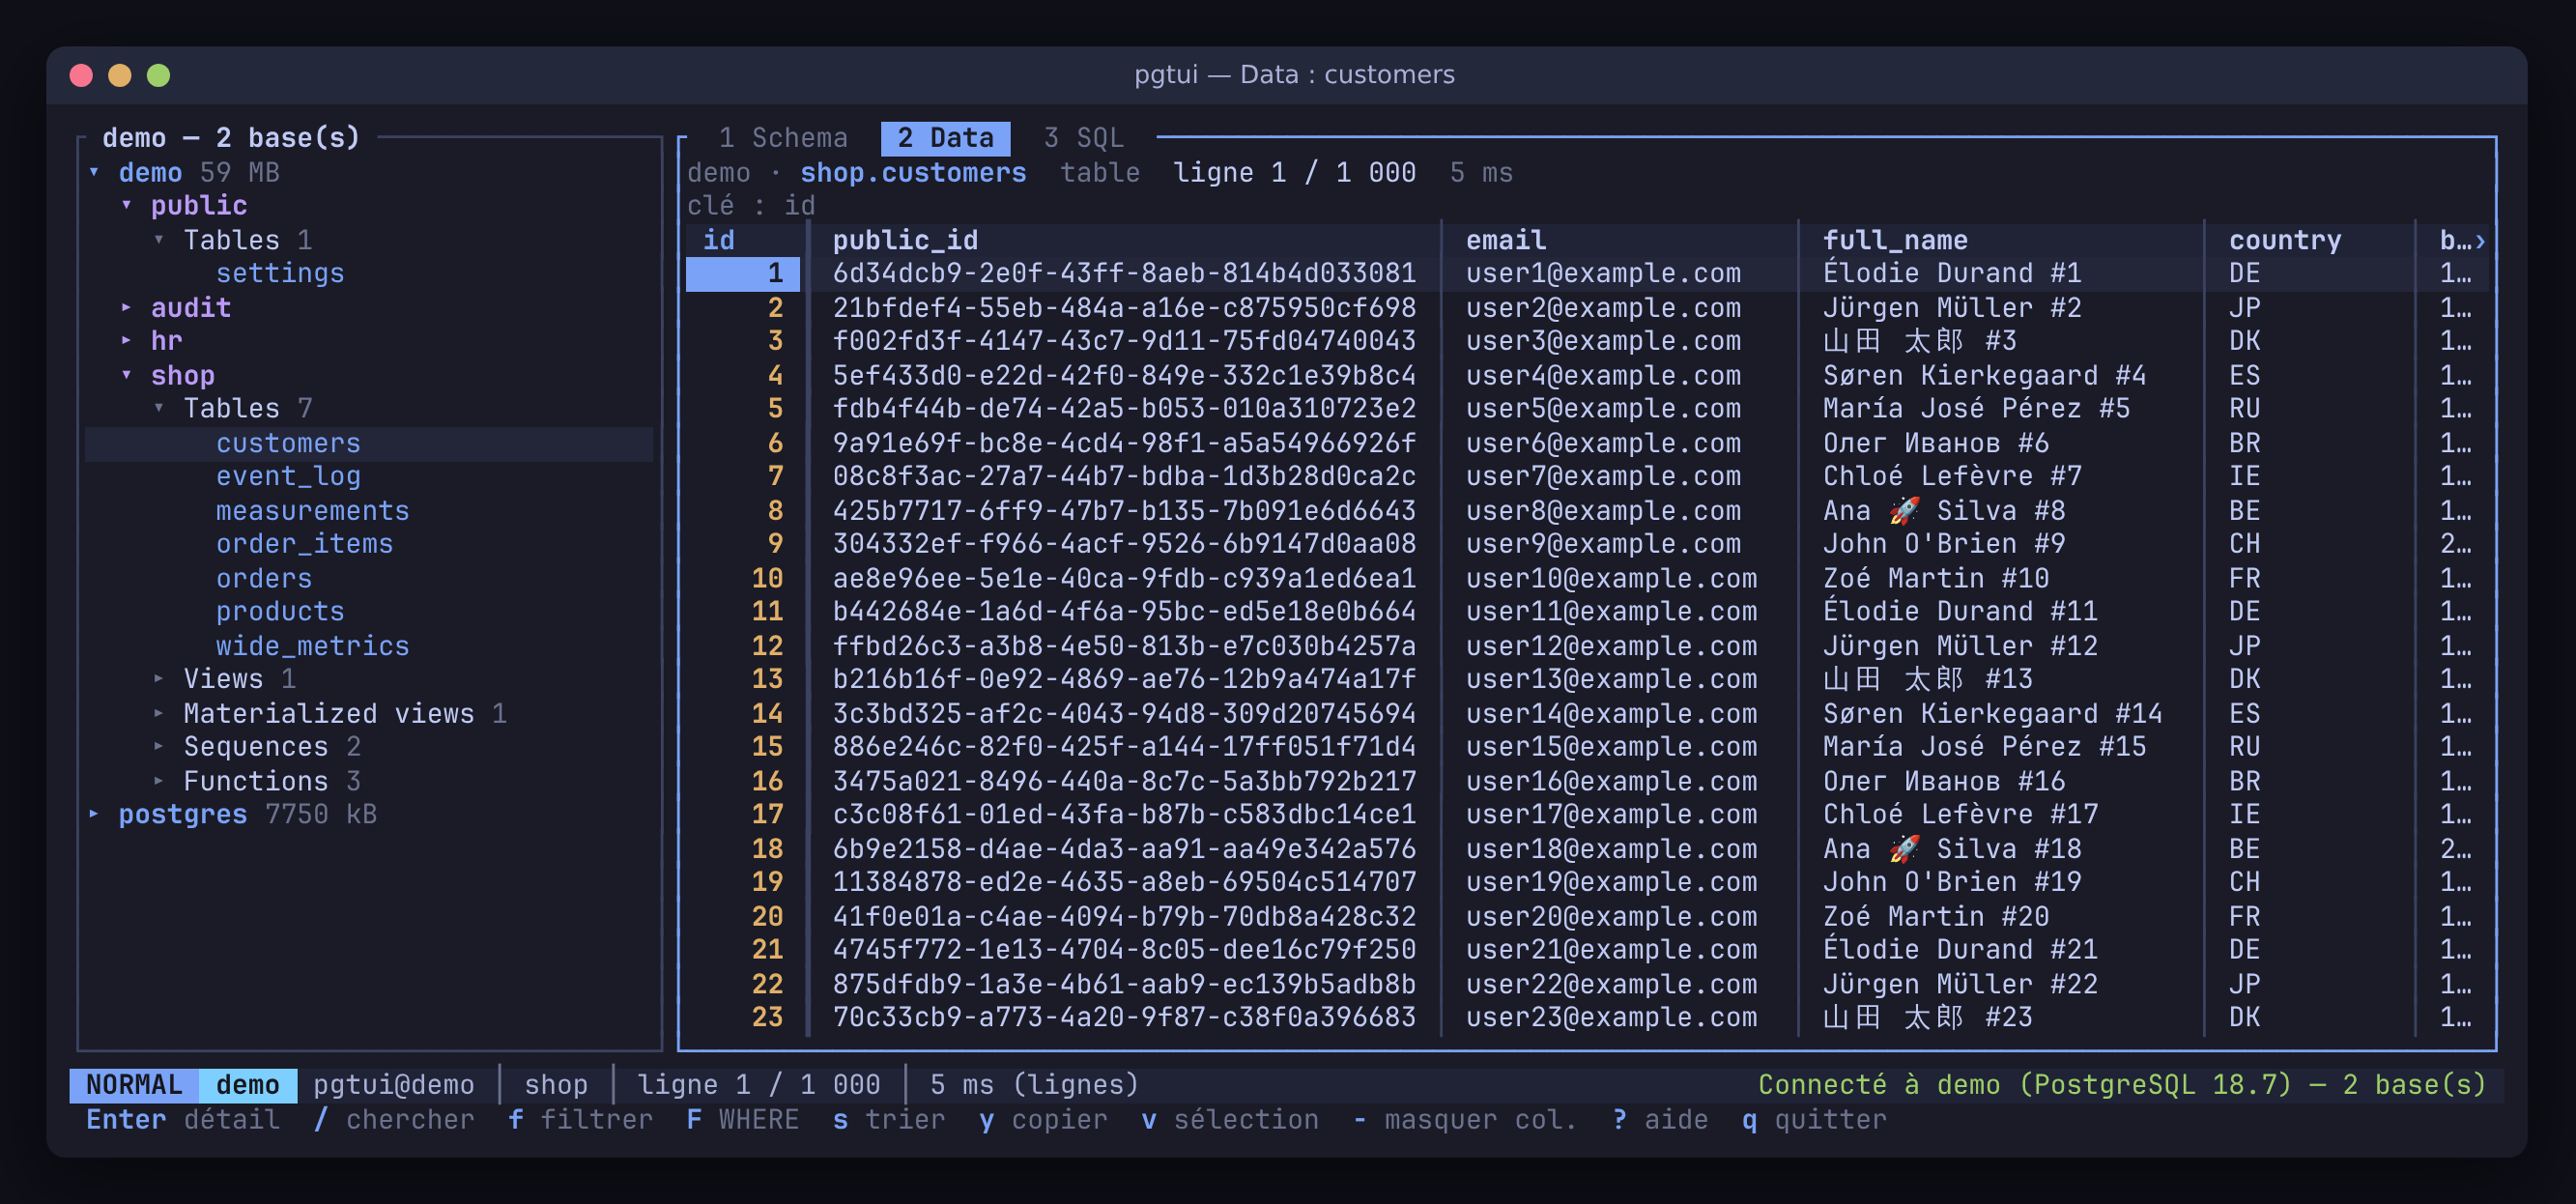 pgtui — Data : customers
demo — 2 base(s)
▾ demo 59 MB
▾ public
▾ Tables 1
settings
▸ audit
▸ hr
▾ shop
▾ Tables 7
customers
event_log
measurements
order_items
orders
products
wide_metrics
▸ Views 1
▸ Materialized views 1
▸ Sequences 2
▸ Functions 3
▸ postgres 7750 kB
1 Schema 2 Data 3 SQL
demo · shop.customers table ligne 1 / 1 000 5 ms
clé : id
id public_id email full_name country b…›
1 6d34dcb9-2e0f-43ff-8aeb-814b4d033081 user1@example.com Élodie Durand #1 DE 1…
2 21bfdef4-55eb-484a-a16e-c875950cf698 user2@example.com Jürgen Müller #2 JP 1…
3 f002fd3f-4147-43c7-9d11-75fd04740043 user3@example.com 山田 太郎 #3 DK 1…
4 5ef433d0-e22d-42f0-849e-332c1e39b8c4 user4@example.com Søren Kierkegaard #4 ES 1…
5 fdb4f44b-de74-42a5-b053-010a310723e2 user5@example.com María José Pérez #5 RU 1…
6 9a91e69f-bc8e-4cd4-98f1-a5a54966926f user6@example.com Олег Иванов #6 BR 1…
7 08c8f3ac-27a7-44b7-bdba-1d3b28d0ca2c user7@example.com Chloé Lefèvre #7 IE 1…
8 425b7717-6ff9-47b7-b135-7b091e6d6643 user8@example.com Ana 🚀 Silva #8 BE 1…
9 304332ef-f966-4acf-9526-6b9147d0aa08 user9@example.com John O'Brien #9 CH 2…
10 ae8e96ee-5e1e-40ca-9fdb-c939a1ed6ea1 user10@example.com Zoé Martin #10 FR 1…
11 b442684e-1a6d-4f6a-95bc-ed5e18e0b664 user11@example.com Élodie Durand #11 DE 1…
12 ffbd26c3-a3b8-4e50-813b-e7c030b4257a user12@example.com Jürgen Müller #12 JP 1…
13 b216b16f-0e92-4869-ae76-12b9a474a17f user13@example.com 山田 太郎 #13 DK 1…
14 3c3bd325-af2c-4043-94d8-309d20745694 user14@example.com Søren Kierkegaard #14 ES 1…
15 886e246c-82f0-425f-a144-17ff051f71d4 user15@example.com María José Pérez #15 RU 1…
16 3475a021-8496-440a-8c7c-5a3bb792b217 user16@example.com Олег Иванов #16 BR 1…
17 c3c08f61-01ed-43fa-b87b-c583dbc14ce1 user17@example.com Chloé Lefèvre #17 IE 1…
18 6b9e2158-d4ae-4da3-aa91-aa49e342a576 user18@example.com Ana 🚀 Silva #18 BE 2…
19 11384878-ed2e-4635-a8eb-69504c514707 user19@example.com John O'Brien #19 CH 1…
20 41f0e01a-c4ae-4094-b79b-70db8a428c32 user20@example.com Zoé Martin #20 FR 1…
21 4745f772-1e13-4704-8c05-dee16c79f250 user21@example.com Élodie Durand #21 DE 1…
22 875dfdb9-1a3e-4b61-aab9-ec139b5adb8b user22@example.com Jürgen Müller #22 JP 1…
23 70c33cb9-a773-4a20-9f87-c38f0a396683 user23@example.com 山田 太郎 #23 DK 1…
NORMAL demo pgtui@demo │ shop │ ligne 1 / 1 000 │ 5 ms (lignes) Connecté à demo (PostgreSQL 18.7) — 2 base(s)
Enter détail / chercher f filtrer F WHERE s trier y copier v sélection - masquer col. ? aide q quitter